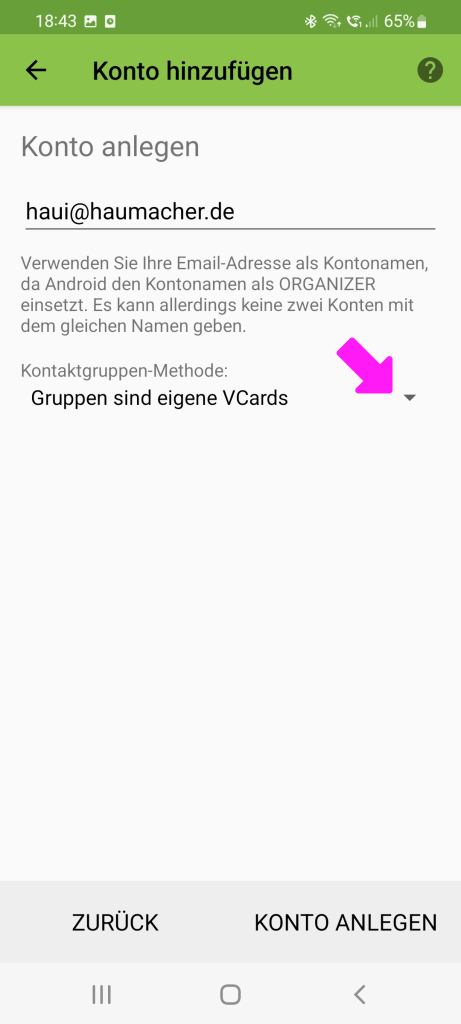 18:43 65%
Konto hinzufügen ?
Konto anlegen
haui@haumacher.de
Verwenden Sie Ihre Email-Adresse als Kontonamen,
da Android den Kontonamen als ORGANIZER
einsetzt. Es kann allerdings keine zwei Konten mit
dem gleichen Namen geben.
Kontaktgruppen-Methode:
Gruppen sind eigene VCards
ZURÜCK KONTO ANLEGEN